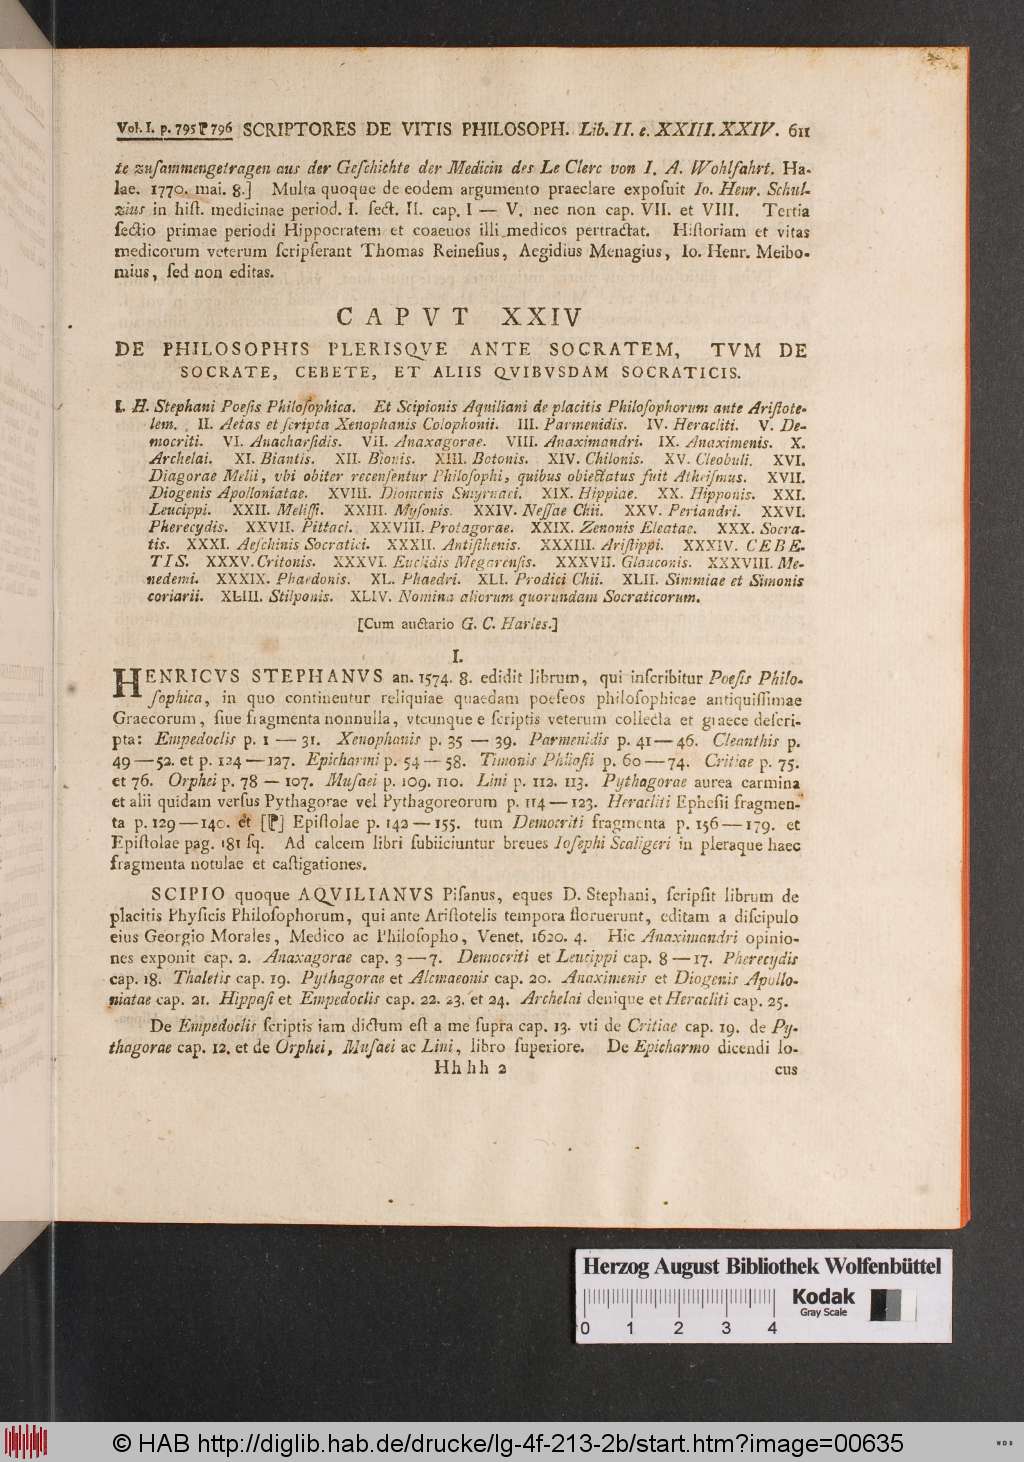 Vol. I. p. 795 ⁋ 796 SCRIPTORES DE VITIS PHILOSOPH. Lib. II. c. XXIII. XXIV. 611
te zuſammengetragen aus der Geſchichte der Medicin des Le Clerc von I. A. Wohlfahrt. Ha-
lae. 1770. mai. 8.] Multa quoque de eodem argumento praeclare expoſuit Io. Henr. Schul-
zius in hiſt. medicinae period. I. ſect. II. cap. I — V. nec non cap. VII. et VIII. Tertia
ſectio primae periodi Hippocratem et coaeuos illi medicos pertractat. Hiſtoriam et vitas
medicorum veterum ſcripſerant Thomas Reineſius, Aegidius Menagius, Io. Henr. Meibo-
mius, ſed non editas.
CAPVT XXIV
DE PHILOSOPHIS PLERISQVE ANTE SOCRATEM, TVM DE
SOCRATE, CEBETE, ET ALIIS QVIBVSDAM SOCRATICIS.
I. H. Stephani Poeſis Philoſophica. Et Scipionis Aquiliani de placitis Philoſophorum ante Ariſtote-
lem. II. Aetas et ſcripta Xenophanis Colophonii. III. Parmenidis. IV. Heracliti. V. De-
mocriti. VI. Anacharſidis. VII. Anaxagorae. VIII. Anaximandri. IX. Anaximenis. X.
Archelai. XI. Biantis. XII. Bionis. XIII. Botonis. XIV. Chilonis. XV. Cleobuli. XVI.
Diagorae Melii, vbi obiter recenſentur Philoſophi, quibus obiectatus fuit Atheiſmus. XVII.
Diogenis Apolloniatae. XVIII. Diomenis Smyrnaei. XIX. Hippiae. XX. Hipponis. XXI.
Leucippi. XXII. Meliſſi. XXIII. Myſonis. XXIV. Neſſae Chii. XXV. Periandri. XXVI.
Pherecydis. XXVII. Pittaci. XXVIII. Protagorae. XXIX. Zenonis Eleatae. XXX. Socra-
tis. XXXI. Aeſchinis Socratici. XXXII. Antiſthenis. XXXIII. Ariſtippi. XXXIV. CEBE-
TIS. XXXV. Critonis. XXXVI. Euclidis Megarenſis. XXXVII. Glauconis. XXXVIII. Me-
nedemi. XXXIX. Phaedonis. XL. Phaedri. XLI. Prodici Chii. XLII. Simmiae et Simonis
coriarii. XLIII. Stilponis. XLIV. Nomina aliorum quorundam Socraticorum.
[Cum auctario G. C. Harles.]
I.
HENRICVS STEPHANVS an. 1574. 8. edidit librum, qui inſcribitur Poeſis Philo-
ſophica, in quo continentur reliquiae quaedam poeſeos philoſophicae antiquiſſimae
Graecorum, ſiue fragmenta nonnulla, vtcunque e ſcriptis veterum collecta et graece deſcri-
pta: Empedoclis p. 1 — 31. Xenophanis p. 35 — 39. Parmenidis p. 41 — 46. Cleanthis p.
49 — 52. et p. 124 — 127. Epicharmi p. 54 — 58. Timonis Phliaſii p. 60 — 74. Critiae p. 75.
et 76. Orphei p. 78 — 107. Muſaei p. 109. 110. Lini p. 112. 113. Pythagorae aurea carmina
et alii quidam verſus Pythagorae vel Pythagoreorum p. 114 — 123. Heracliti Epheſii fragmen-
ta p. 129 — 140. et [⁋] Epiſtolae p. 142 — 155. tum Democriti fragmenta p. 156 — 179. et
Epiſtolae pag. 181 ſq. Ad calcem libri ſubiiciuntur breues Ioſephi Scaligeri in pleraque haec
fragmenta notulae et caſtigationes.
SCIPIO quoque AQVILIANVS Piſanus, eques D. Stephani, ſcripſit librum de
placitis Phyſicis Philoſophorum, qui ante Ariſtotelis tempora floruerunt, editam a diſcipulo
eius Georgio Morales, Medico ac Philoſopho, Venet. 1620. 4. Hic Anaximandri opinio-
nes exponit cap. 2. Anaxagorae cap. 3 — 7. Democriti et Leucippi cap. 8 — 17. Pherecydis
cap. 18. Thaletis cap. 19. Pythagorae et Alcmaeonis cap. 20. Anaximenis et Diogenis Apollo-
niatae cap. 21. Hippaſi et Empedoclis cap. 22. 23. et 24. Archelai denique et Heracliti cap. 25.
De Empedoclis ſcriptis iam dictum eſt a me ſupra cap. 13. vti de Critiae cap. 19. de Py-
thagorae cap. 12. et de Orphei, Muſaei ac Lini, libro ſuperiore. De Epicharmo dicendi lo-
Hhhh 2 cus
Herzog August Bibliothek Wolfenbüttel
Kodak
Gray Scale
0 1 2 3 4
© HAB http://diglib.hab.de/drucke/lg-4f-213-2b/start.htm?image=00635